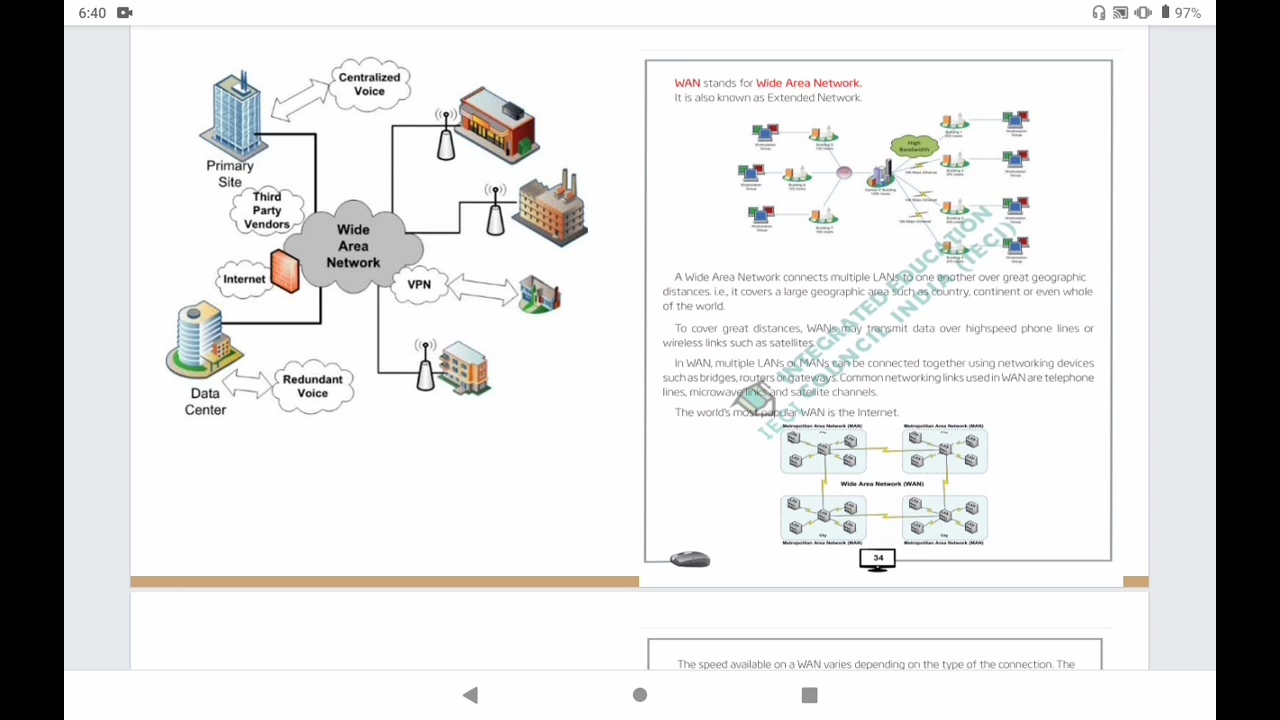 6:40
97%
Centralized
Voice
Primary
Site
Third
Party
Vendors
Wide
Area
Network
Internet
VPN
Data
Center
Redundant
Voice
WAN stands for Wide Area Network.
It is also known as Extended Network.
High
Bandwidth
A Wide Area Network connects multiple LANs to one another over great geographic
distances. i.e., it covers a large geographic area such as country, continent or even whole
of the world.
To cover great distances, WANs may transmit data over highspeed phone lines or
wireless links such as satellites.
In WAN, multiple LANs or MANs can be connected together using networking devices
such as bridges, routers or gateways. Common networking links used in WAN are telephone
lines, microwave links and satellite channels.
The world's most popular WAN is the Internet.
INTEGRATED EDUCATION
COUNCIL INDIA (IECI)
Metropolitan Area Network (MAN)
Metropolitan Area Network (MAN)
Wide Area Network (WAN)
City
City
Metropolitan Area Network (MAN)
Metropolitan Area Network (MAN)
34
The speed available on a WAN varies depending on the type of the connection. The